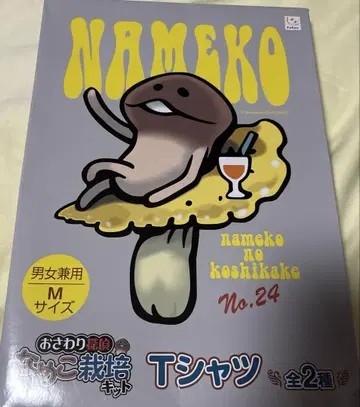 NAMEKO
nameko
no
koshikake
No.24
男女兼用
M
サイズ
おさわり探偵
なめこ栽培
キット
Tシャツ
全2種